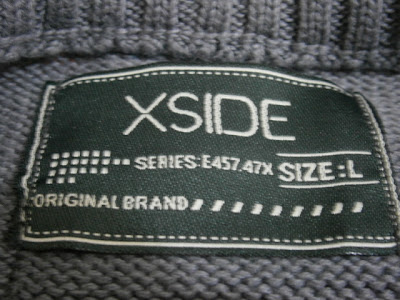 XSIDE
SERIES:E457.47X SIZE:L
ORIGINAL BRAND